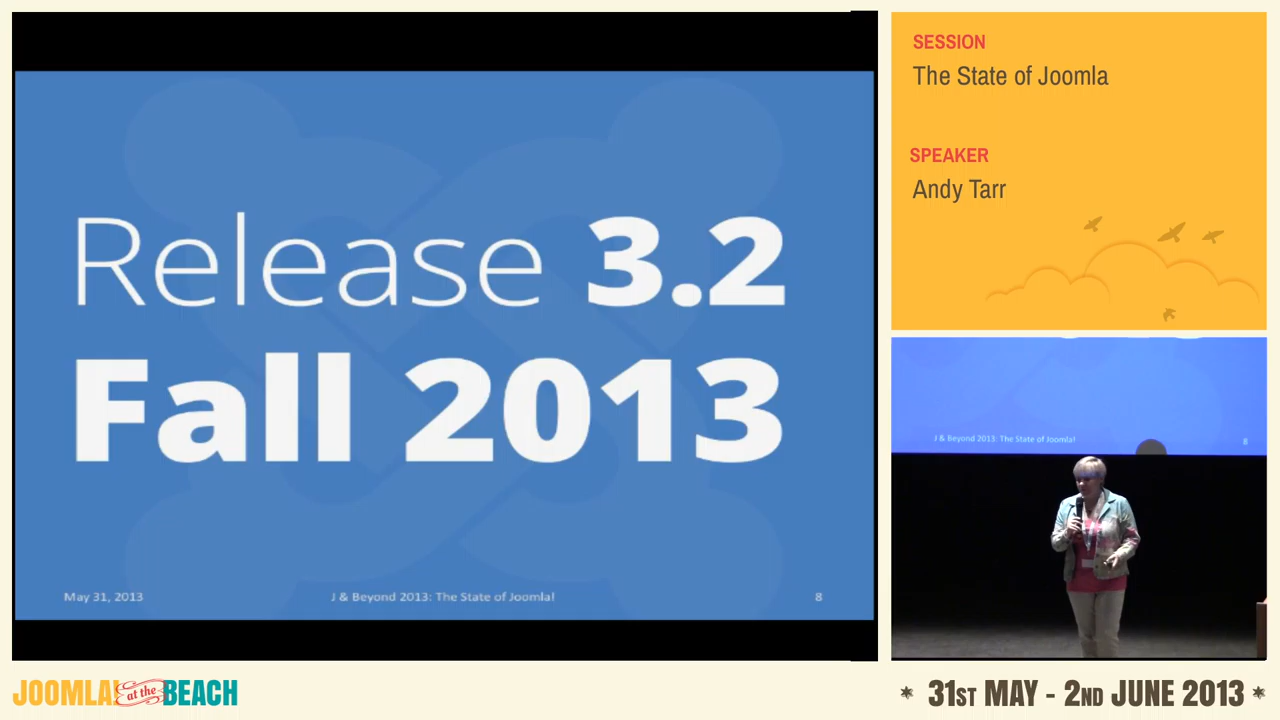 Release 3.2
Fall 2013
May 31, 2013
J & Beyond 2013: The State of Joomla!
8
SESSION
The State of Joomla
SPEAKER
Andy Tarr
J & Beyond 2013: The State of Joomla!
8
JOOMLA! at the BEACH
* 31ST MAY - 2ND JUNE 2013 *